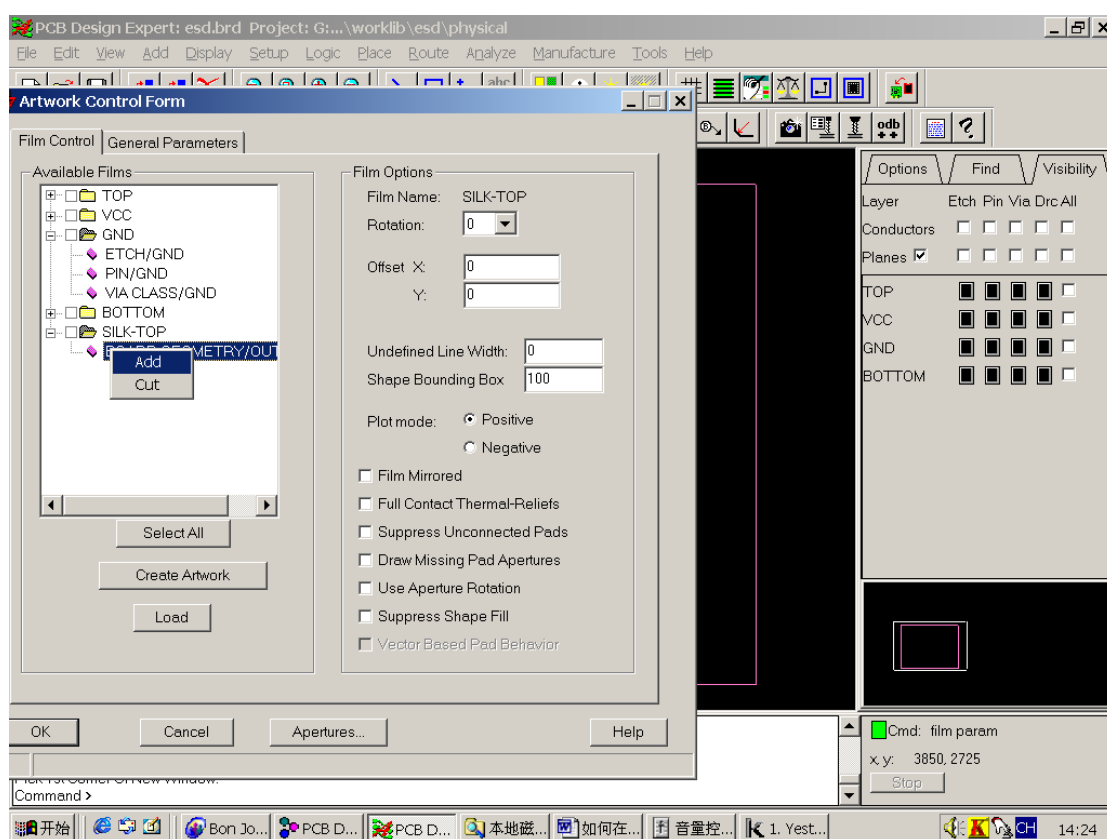 PCB Design Expert: esd.brd Project: G:...\worklib\esd\physical
File Edit View Add Display Setup Logic Place Route Analyze Manufacture Tools Help
abc
odb
++
Artwork Control Form
Film Control
General Parameters
Available Films
TOP
VCC
GND
ETCH/GND
PIN/GND
VIA CLASS/GND
BOTTOM
SILK-TOP
Add
Cut
Select All
Create Artwork
Load
Film Options
Film Name: SILK-TOP
Rotation: 0
Offset X: 0
Y: 0
Undefined Line Width: 0
Shape Bounding Box 100
Plot mode: Positive
Negative
Film Mirrored
Full Contact Thermal-Reliefs
Suppress Unconnected Pads
Draw Missing Pad Apertures
Use Aperture Rotation
Suppress Shape Fill
Vector Based Pad Behavior
OK
Cancel
Apertures...
Help
Options
Find
Visibility
Layer Etch Pin Via Drc All
Conductors
Planes
TOP
VCC
GND
BOTTOM
Command >
Cmd: film param
x, y: 3850, 2725
Stop
开始
Bon Jo...
PCB D...
PCB D...
本地磁...
如何在...
音量控...
1. Yest...
CH
14:24